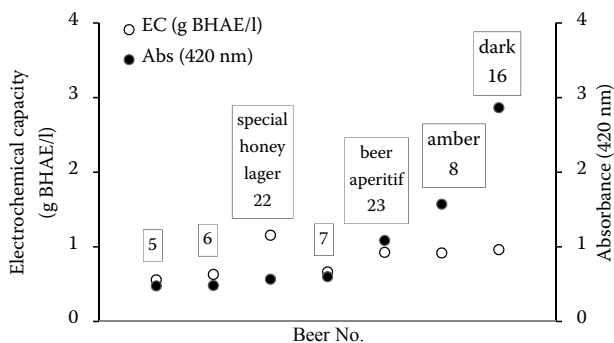 EC (g BHAE/l)
Abs (420 nm)
Electrochemical capacity
(g BHAE/l)
4
3
2
1
0
5
6
special
honey
lager
22
7
beer
aperitif
23
amber
8
dark
16
4
3
2
1
0
Absorbance (420 nm)
Beer No.